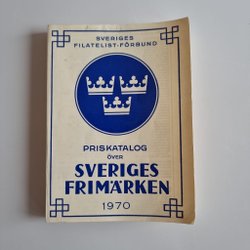 SVERIGES
FILATELIST-FÖRBUND
PRISKATALOG
ÖVER
SVERIGES
FRIMÄRKEN
1970